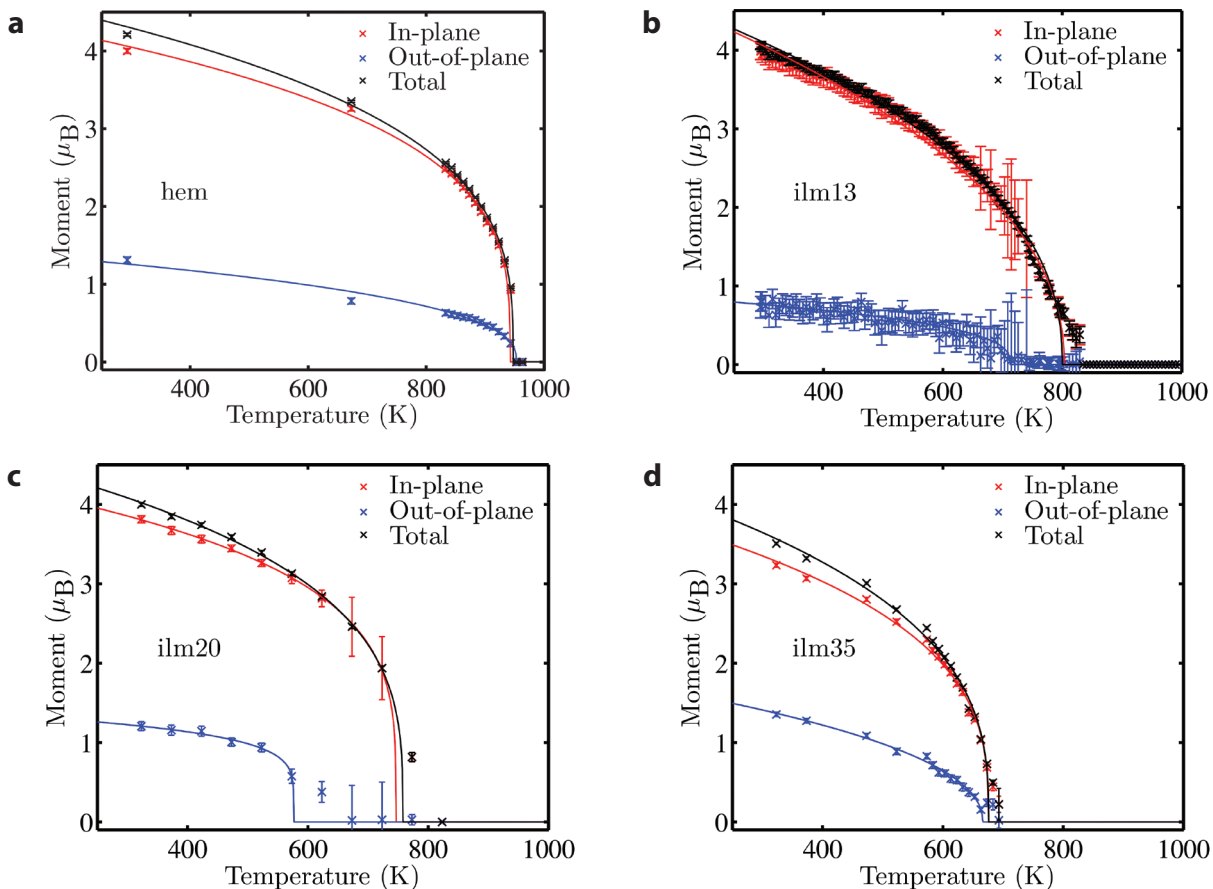 a
In-plane
Out-of-plane
Total
hem
Moment (μB)
4
3
2
1
0
400 600 800 1000
Temperature (K)
b
In-plane
Out-of-plane
Total
ilm13
Moment (μB)
4
3
2
1
0
400 600 800 1000
Temperature (K)
c
In-plane
Out-of-plane
Total
ilm20
Moment (μB)
4
3
2
1
0
400 600 800 1000
Temperature (K)
d
In-plane
Out-of-plane
Total
ilm35
Moment (μB)
4
3
2
1
0
400 600 800 1000
Temperature (K)